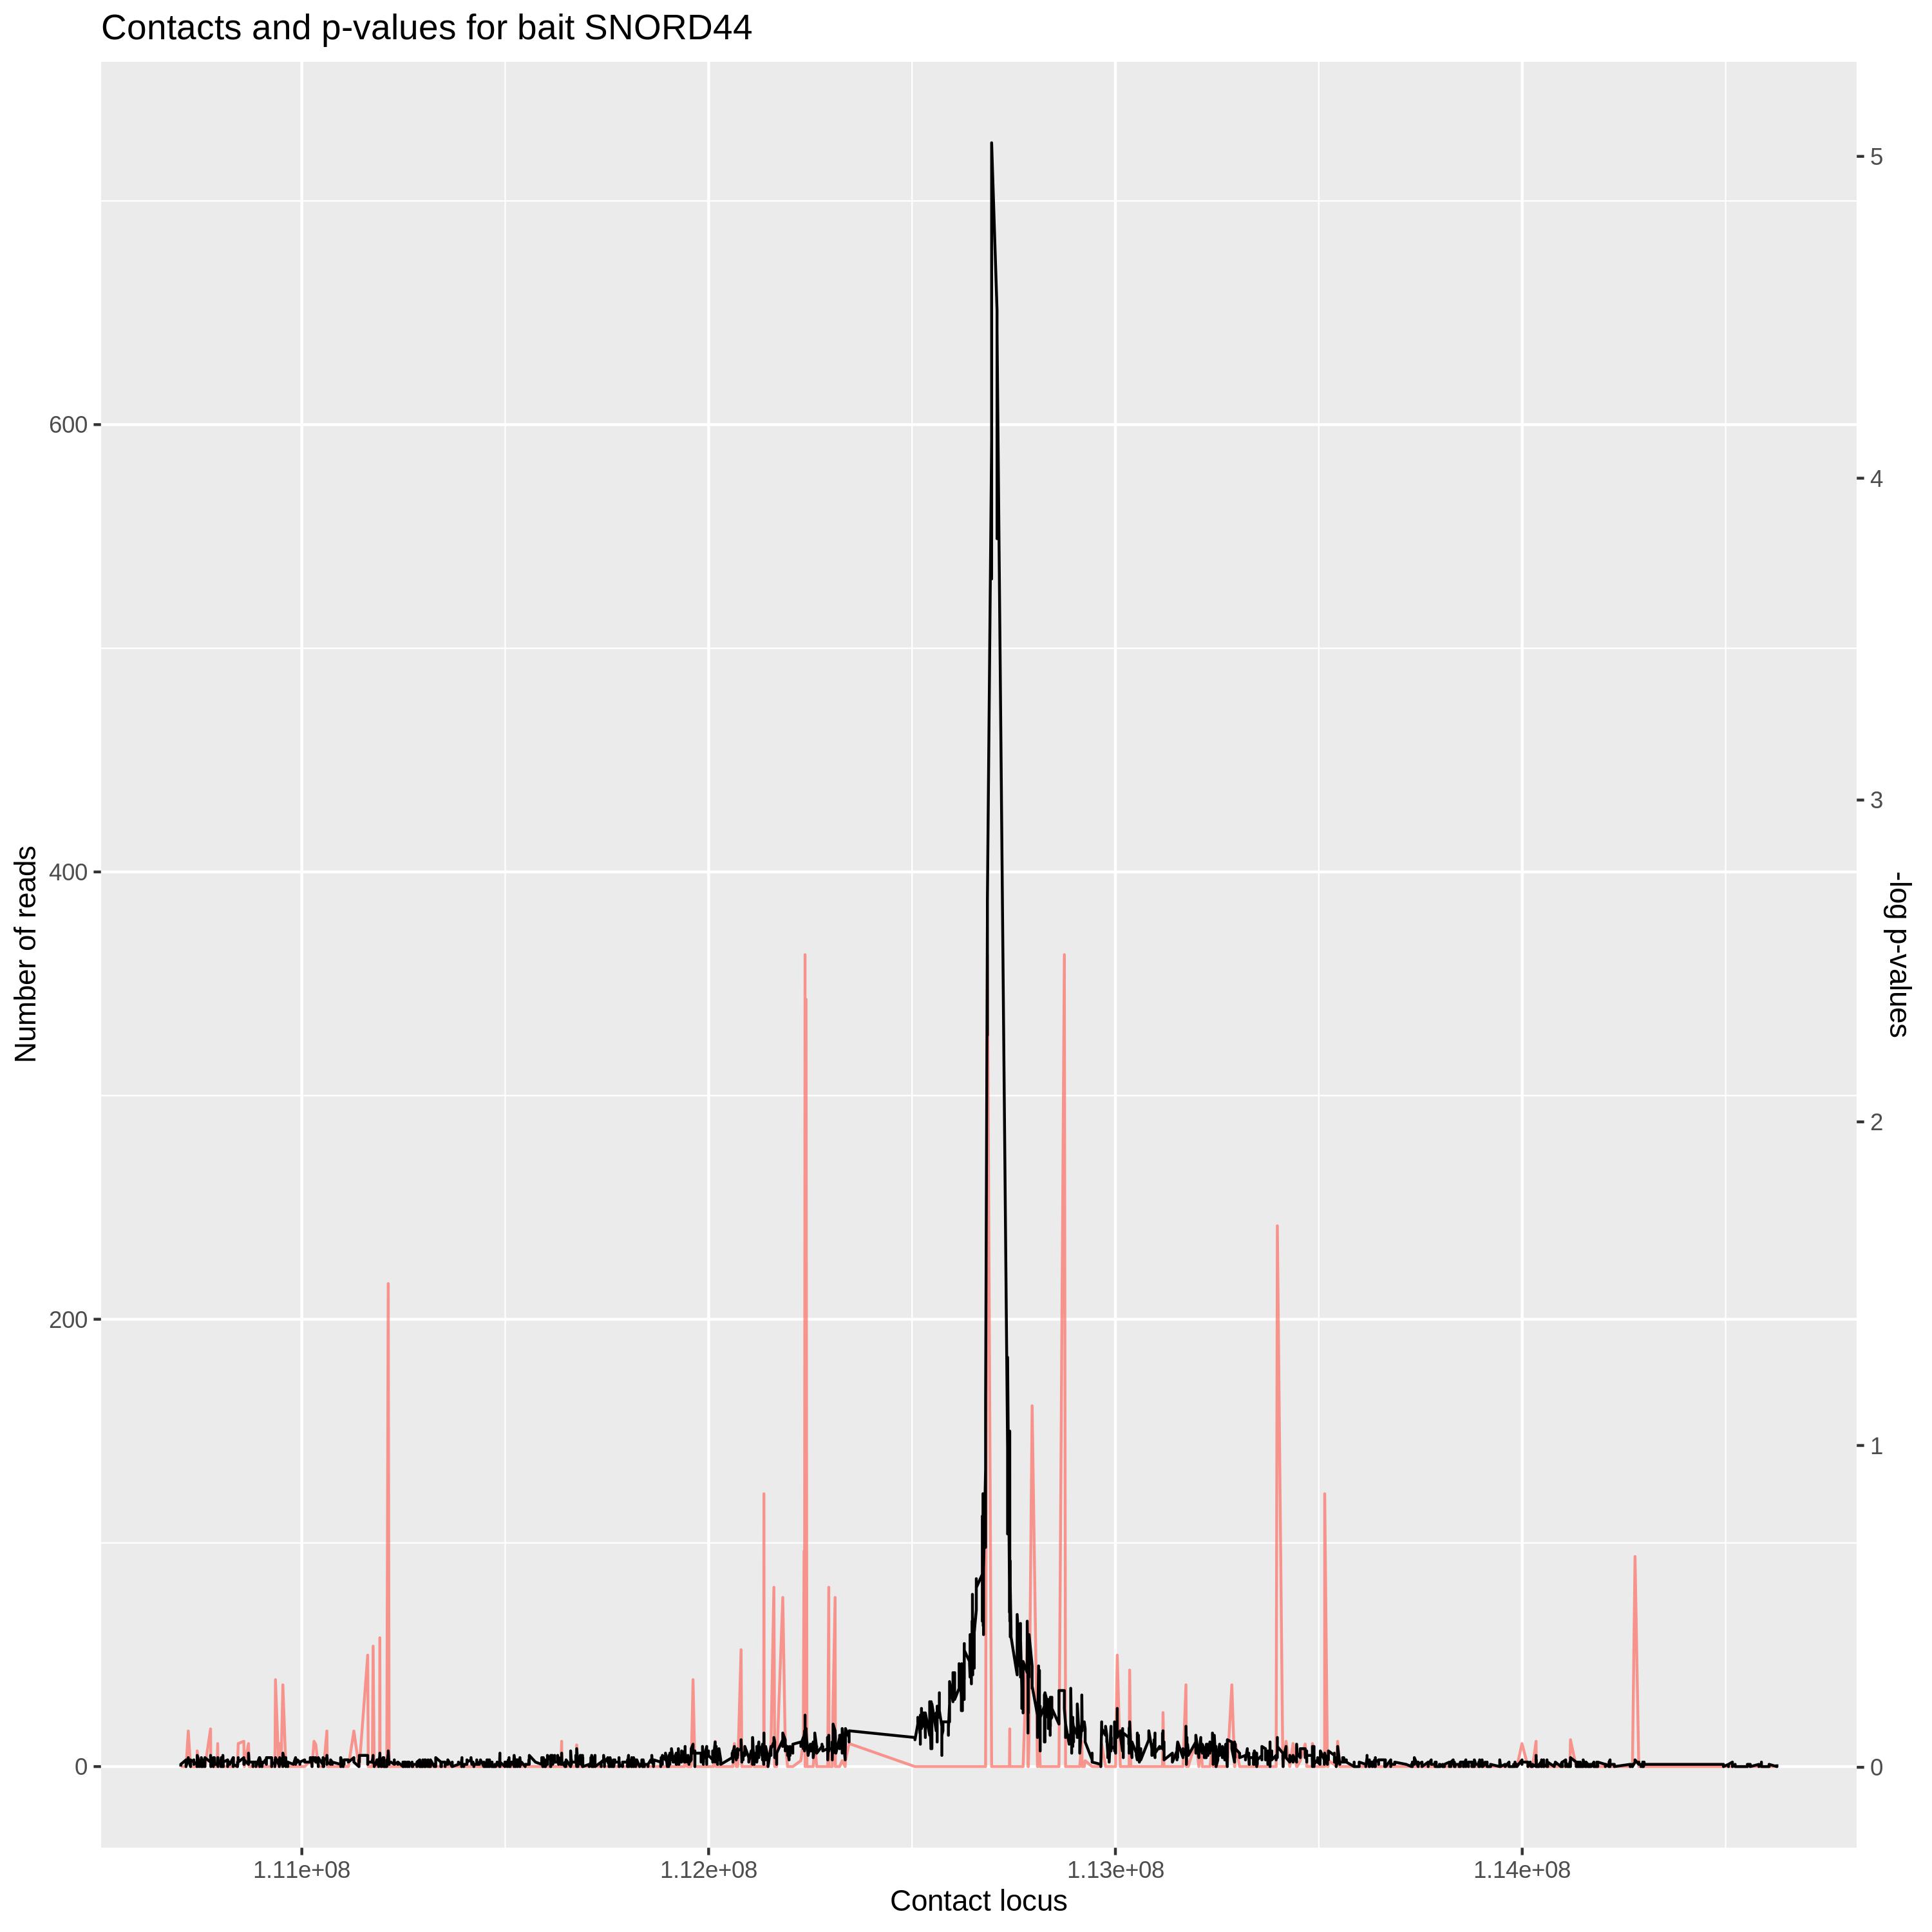 Contacts and p-values for bait SNORD44
Number of reads
600
400
200
0
5
4
3
2
1
0
-log p-values
1.11e+08
1.12e+08
1.13e+08
1.14e+08
Contact locus